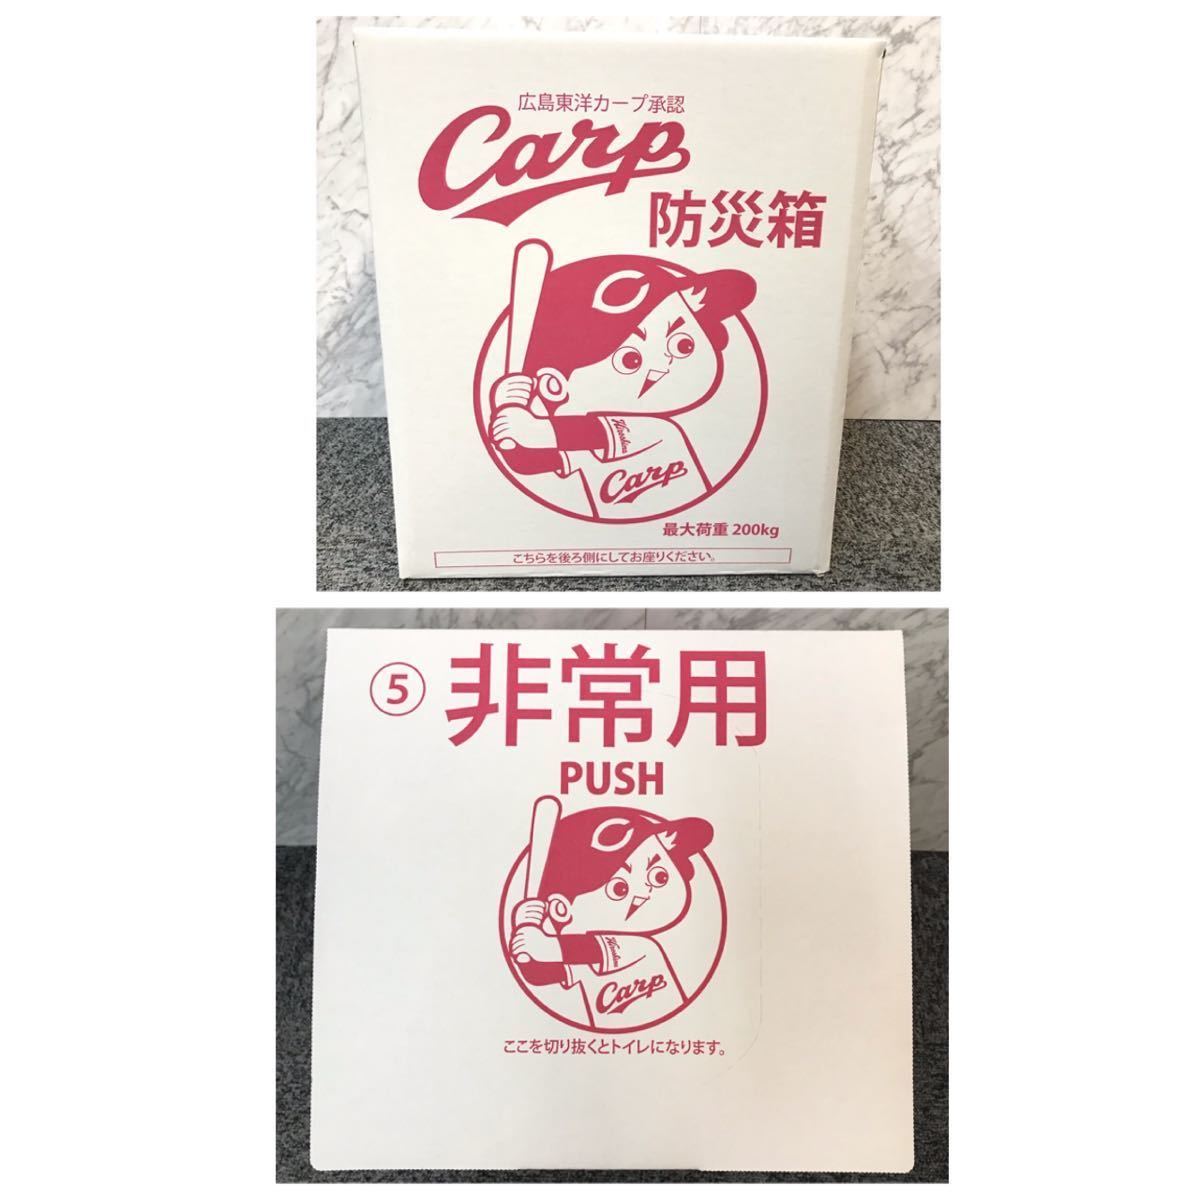 広島東洋カープ承認
Carp
防災箱
Hiroshima
Carp
最大荷重 200kg
こちらを後ろ側にしてお座りください。
⑤ 非常用
PUSH
Hiroshima
Carp
ここを切り抜くとトイレになります。